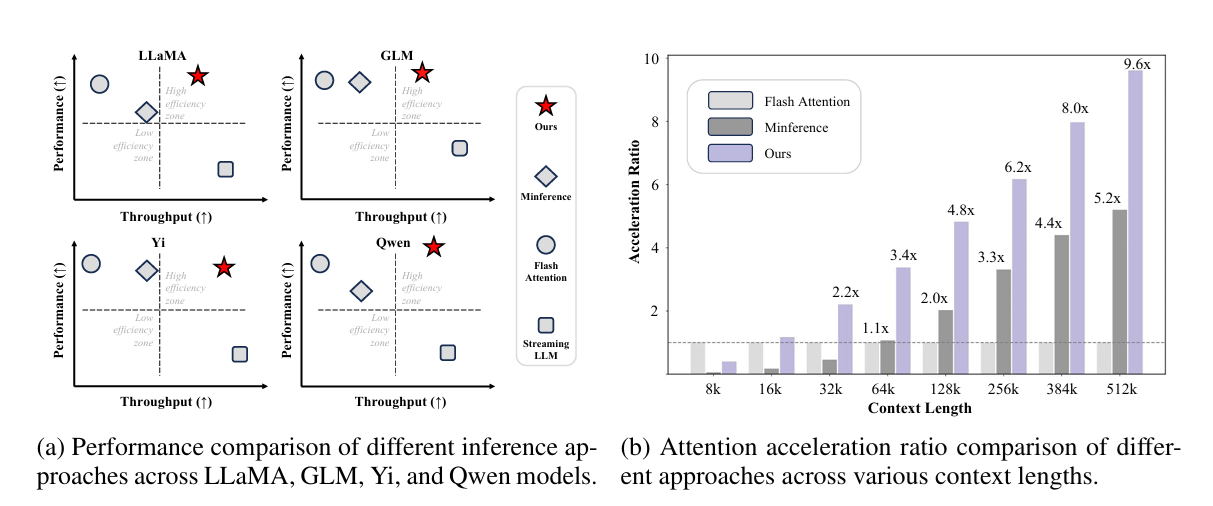 LLaMA
Performance (↑)
High
efficiency
zone
Low
efficiency
zone
Throughput (↑)
GLM
Performance (↑)
High
efficiency
zone
Low
efficiency
zone
Throughput (↑)
Yi
Performance (↑)
High
efficiency
zone
Low
efficiency
zone
Throughput (↑)
Qwen
Performance (↑)
High
efficiency
zone
Low
efficiency
zone
Throughput (↑)
Ours
Minference
Flash
Attention
Streaming
LLM
(a) Performance comparison of different inference ap-
proaches across LLaMA, GLM, Yi, and Qwen models.
Acceleration Ratio
10
8
6
4
2
Flash Attention
Minference
Ours
2.2x
1.1x
3.4x
2.0x
4.8x
3.3x
6.2x
4.4x
8.0x
5.2x
9.6x
8k 16k 32k 64k 128k 256k 384k 512k
Context Length
(b) Attention acceleration ratio comparison of differ-
ent approaches across various context lengths.